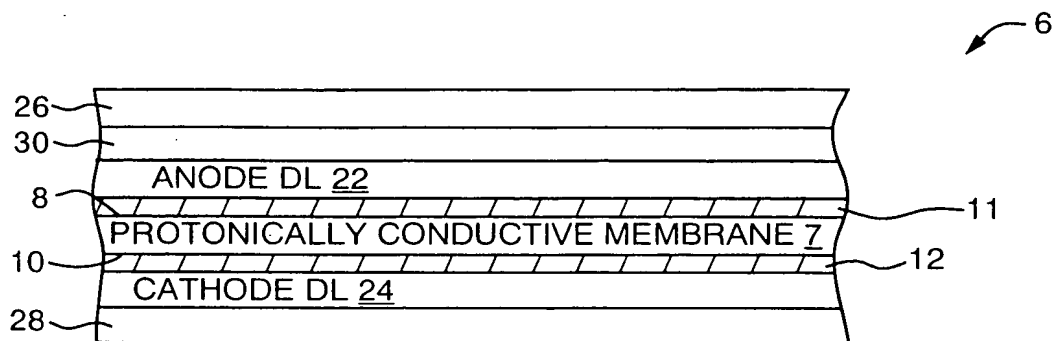 6
26
30
ANODE DL 22
8
11
PROTONICALLY CONDUCTIVE MEMBRANE 7
10
12
CATHODE DL 24
28